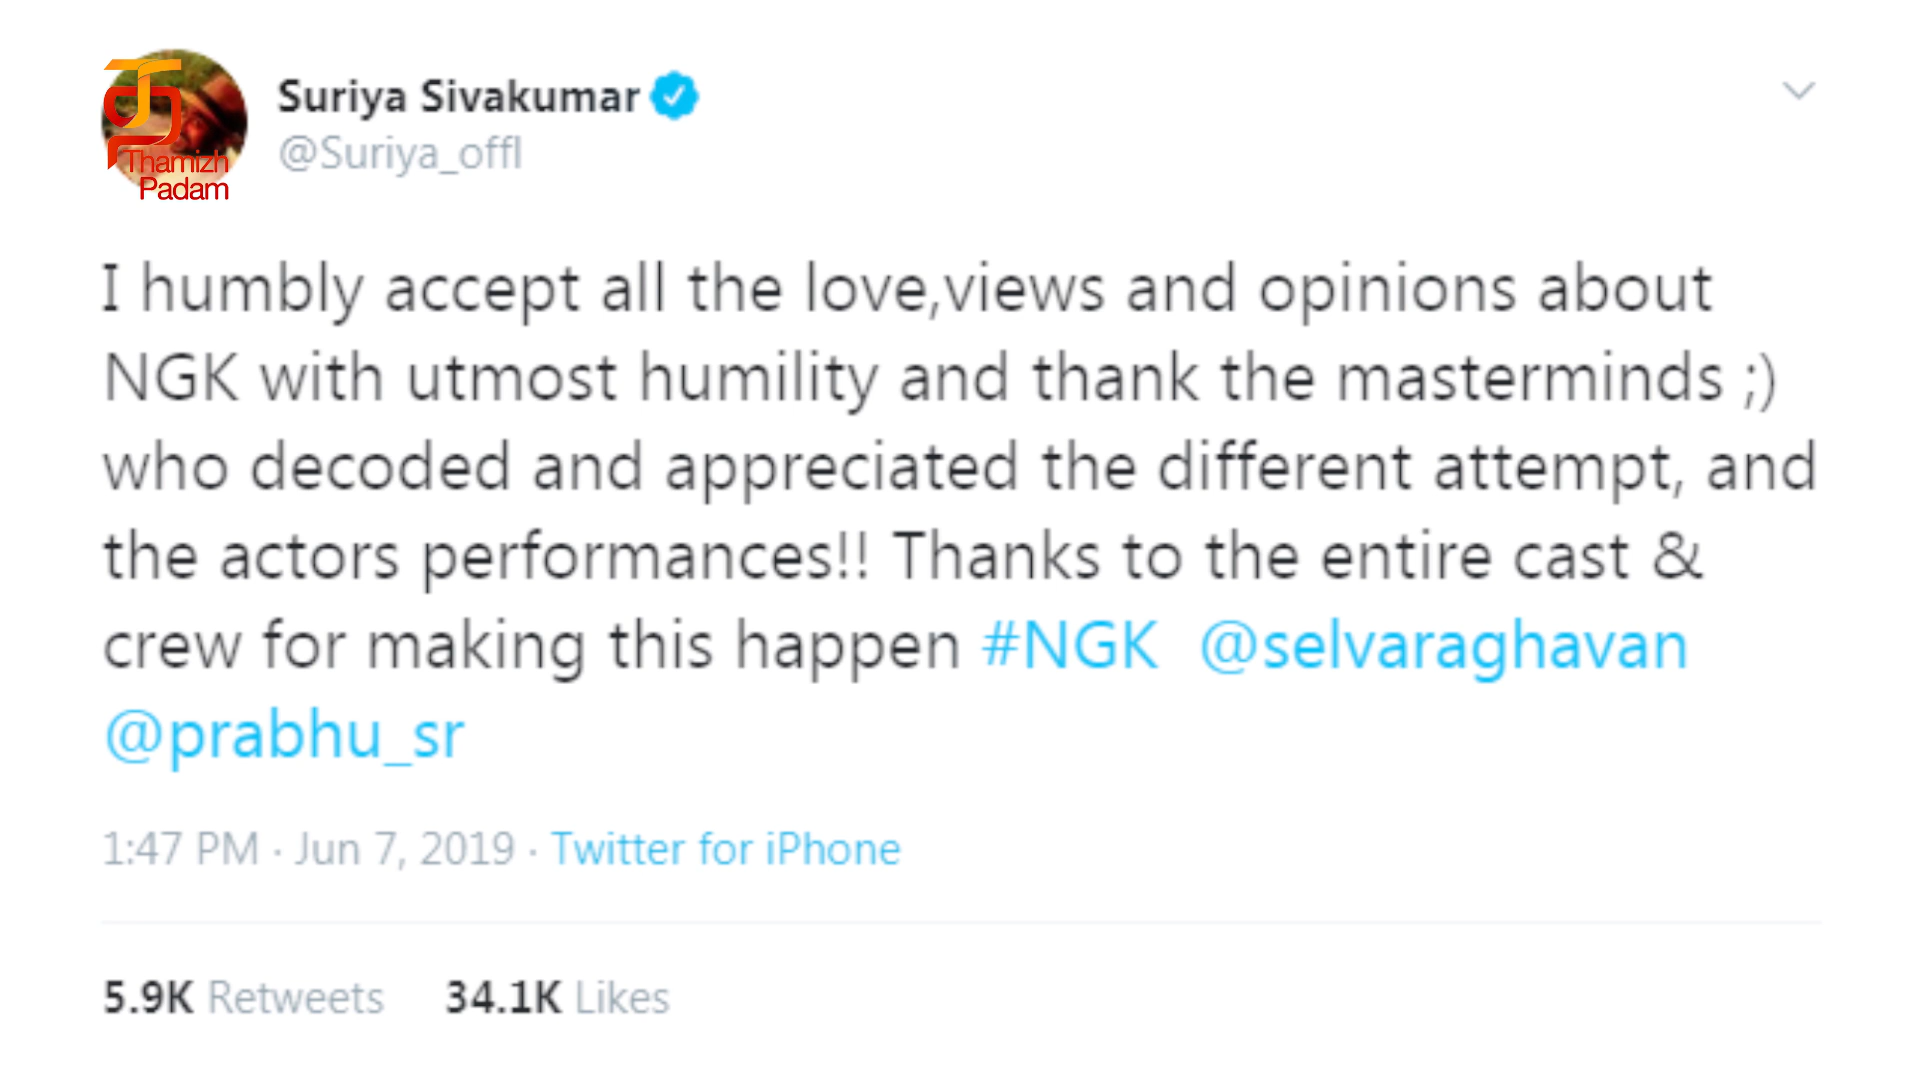 Thamizh
Padam
Suriya Sivakumar
@Suriya_offl
I humbly accept all the love,views and opinions about
NGK with utmost humility and thank the masterminds ;)
who decoded and appreciated the different attempt, and
the actors performances!! Thanks to the entire cast &
crew for making this happen #NGK @selvaraghavan
@prabhu_sr
1:47 PM · Jun 7, 2019 · Twitter for iPhone
5.9K Retweets 34.1K Likes